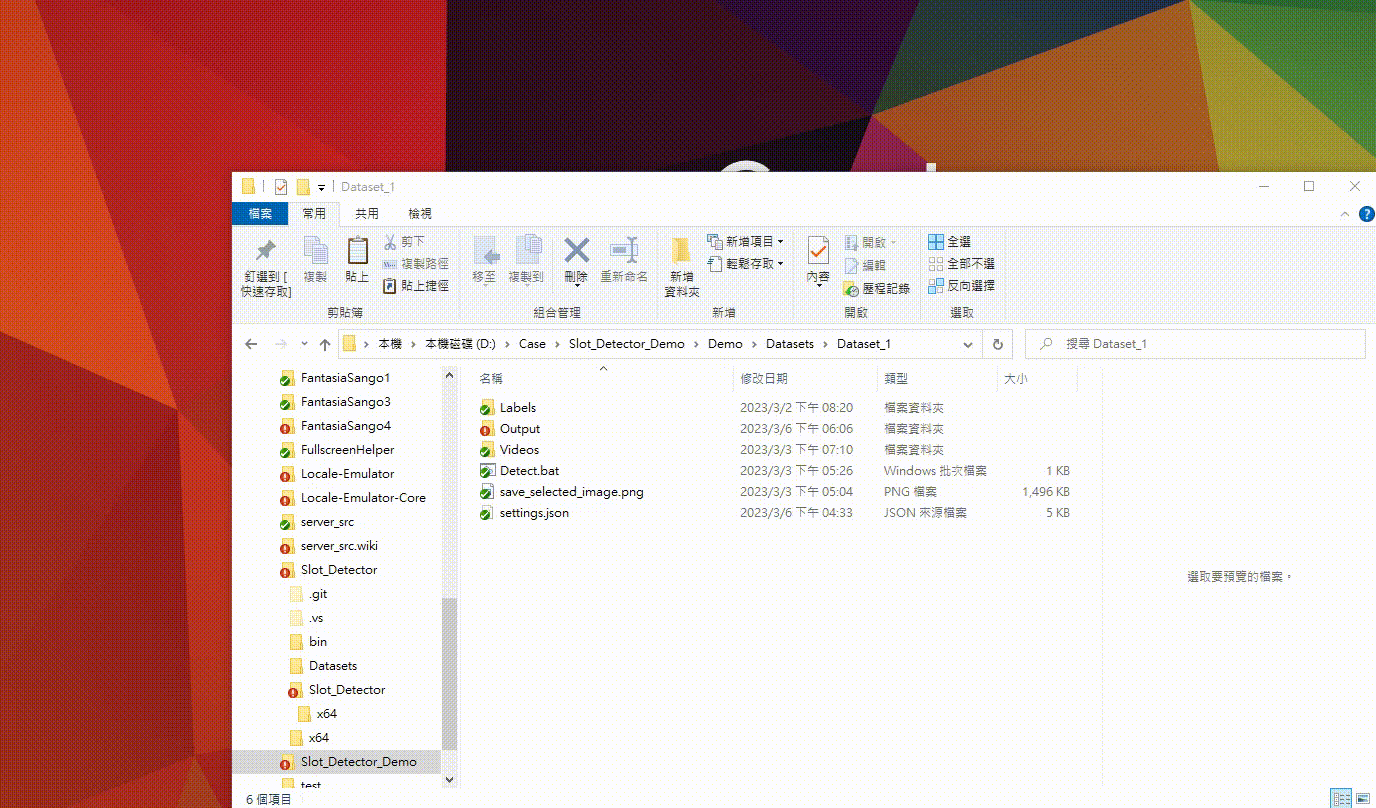 Dataset_1
檔案 常用 共用 檢視
釘選到 [快速存取]
複製
貼上
剪下
複製路徑
貼上捷徑
剪貼簿
移至
複製到
刪除
重新命名
組合管理
新增資料夾
新增項目
輕鬆存取
新增
內容
開啟
編輯
歷程記錄
開啟
全選
全部不選
反向選擇
選取
本機 本機磁碟 (D:) Case Slot_Detector_Demo Demo Datasets Dataset_1
搜尋 Dataset_1
FantasiaSango1
FantasiaSango3
FantasiaSango4
FullscreenHelper
Locale-Emulator
Locale-Emulator-Core
server_src
server_src.wiki
Slot_Detector
.git
.vs
bin
Datasets
Slot_Detector
x64
x64
Slot_Detector_Demo
test
名稱 修改日期 類型 大小
Labels 2023/3/2 下午 08:20 檔案資料夾
Output 2023/3/6 下午 06:06 檔案資料夾
Videos 2023/3/3 下午 07:10 檔案資料夾
Detect.bat 2023/3/3 下午 05:26 Windows 批次檔案 1 KB
save_selected_image.png 2023/3/3 下午 05:04 PNG 檔案 1,496 KB
settings.json 2023/3/6 下午 04:33 JSON 來源檔案 5 KB
選取要預覽的檔案。
6 個項目